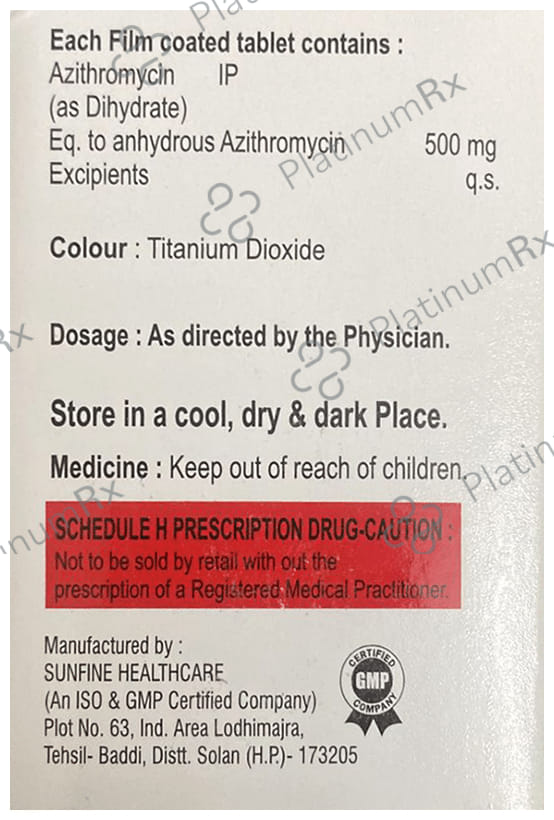 Each Film coated tablet contains :
Azithromycin IP
(as Dihydrate)
Eq. to anhydrous Azithromycin 500 mg
Excipients q.s.
Colour : Titanium Dioxide
Dosage : As directed by the Physician.
Store in a cool, dry & dark Place.
Medicine : Keep out of reach of children.
SCHEDULE H PRESCRIPTION DRUG-CAUTION :
Not to be sold by retail with out the
prescription of a Registered Medical Practitioner.
Manufactured by :
SUNFINE HEALTHCARE
(An ISO & GMP Certified Company)
Plot No. 63, Ind. Area Lodhimajra,
Tehsil- Baddi, Distt. Solan (H.P.)- 173205
CERTIFIED
GMP
COMPANY
PlatinumRx
PlatinumRx
PlatinumRx